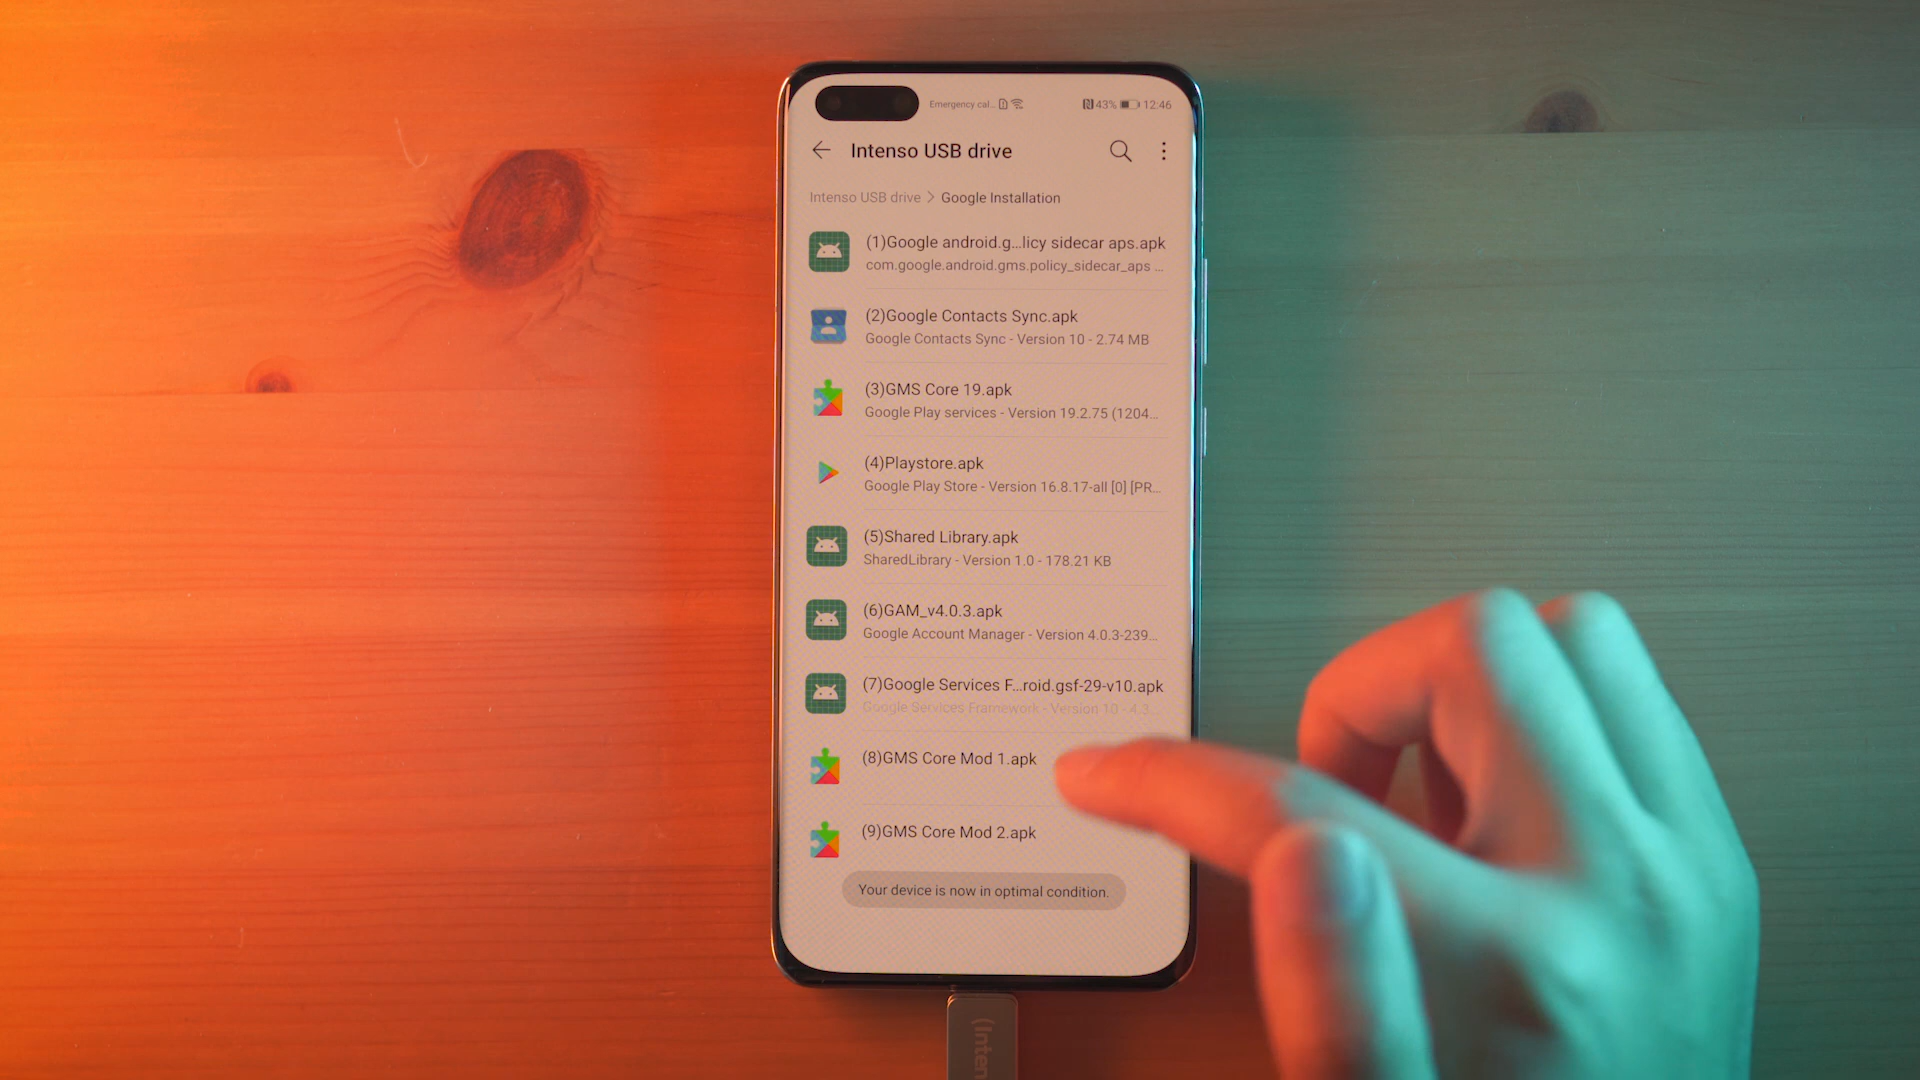 Emergency cal...
43% 12:46
Intenso USB drive
Intenso USB drive > Google Installation
(1)Google android.g...licy sidecar aps.apk
com.google.android.gms.policy_sidecar_aps ...
(2)Google Contacts Sync.apk
Google Contacts Sync - Version 10 - 2.74 MB
(3)GMS Core 19.apk
Google Play services - Version 19.2.75 (1204...
(4)Playstore.apk
Google Play Store - Version 16.8.17-all [0] [PR...
(5)Shared Library.apk
SharedLibrary - Version 1.0 - 178.21 KB
(6)GAM_v4.0.3.apk
Google Account Manager - Version 4.0.3-239...
(7)Google Services F...roid.gsf-29-v10.apk
Google Services Framework - Version 10 - 4.3...
(8)GMS Core Mod 1.apk
(9)GMS Core Mod 2.apk
Your device is now in optimal condition.
(Inten